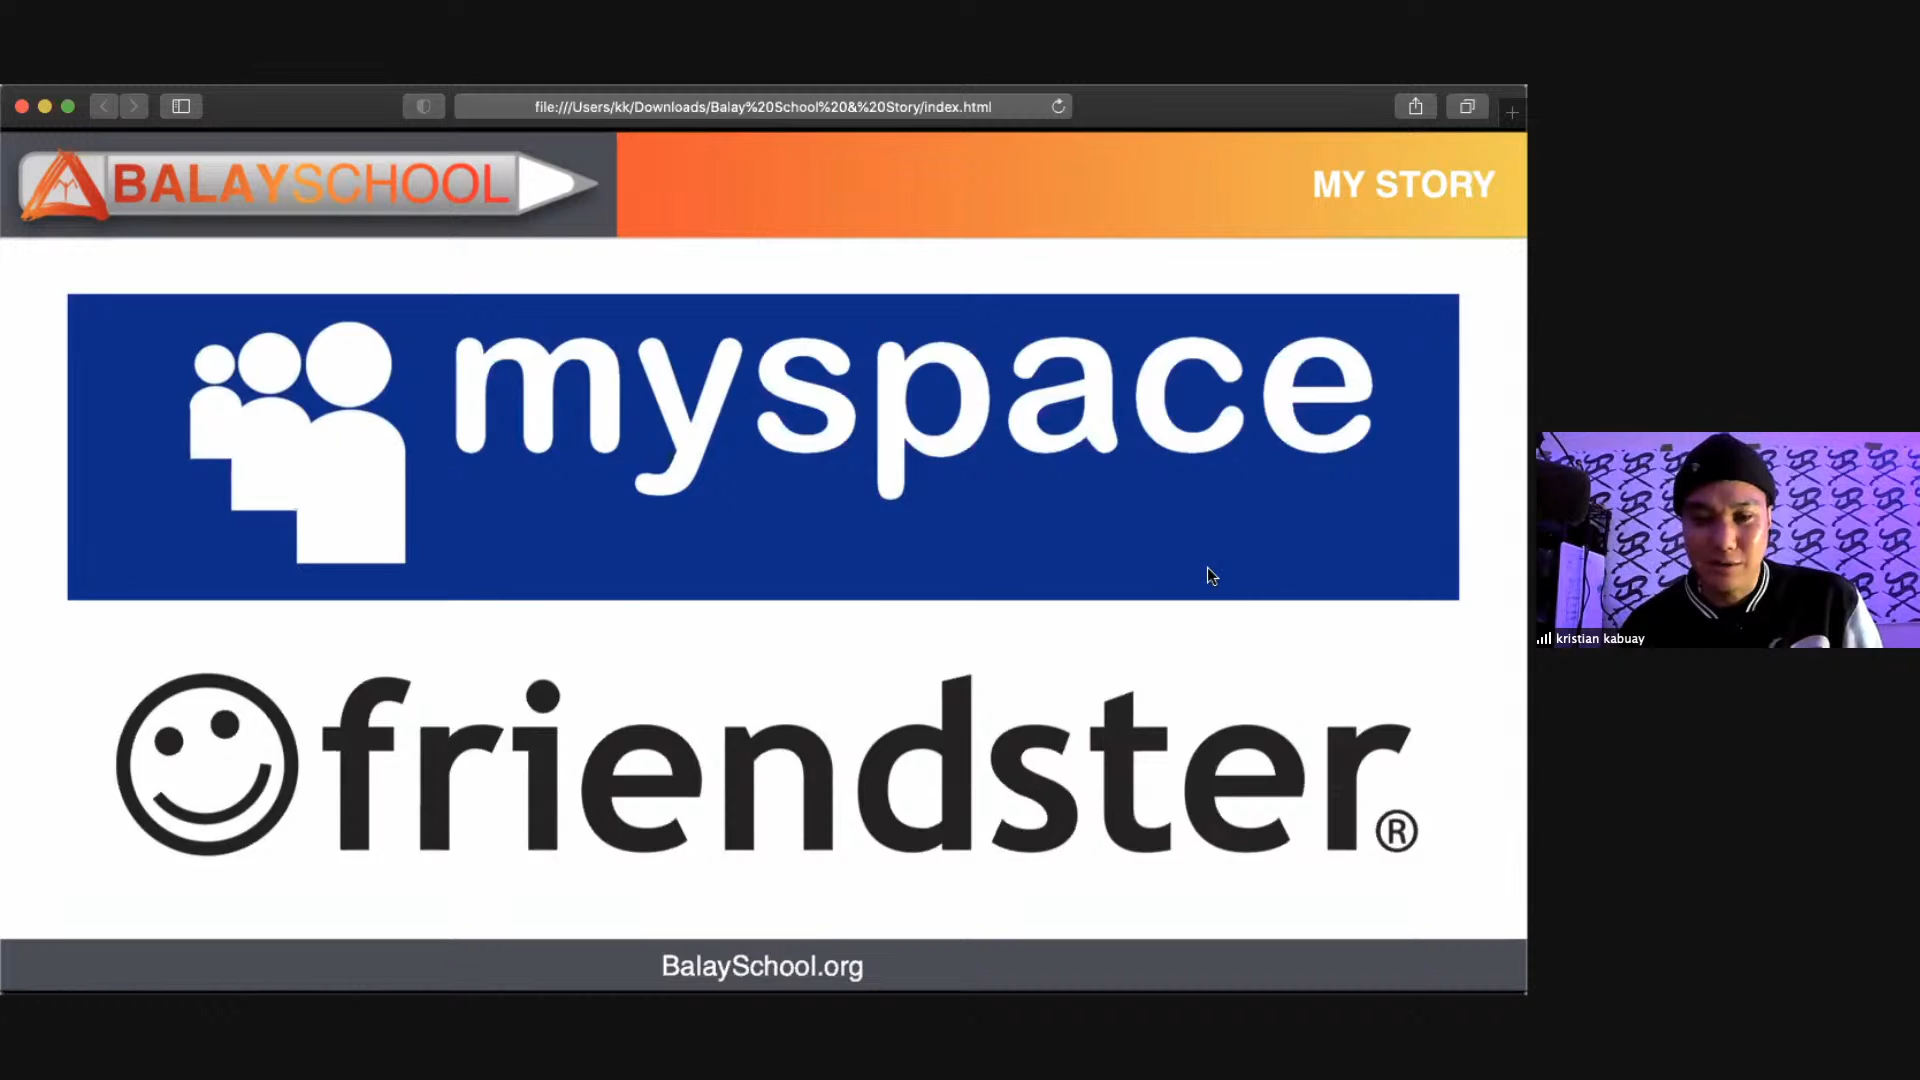 file:///Users/kk/Downloads/Balay%20School%20&%20Story/index.html
BALAYSCHOOL
MY STORY
myspace
friendster®
kristian kabuay
BalaySchool.org